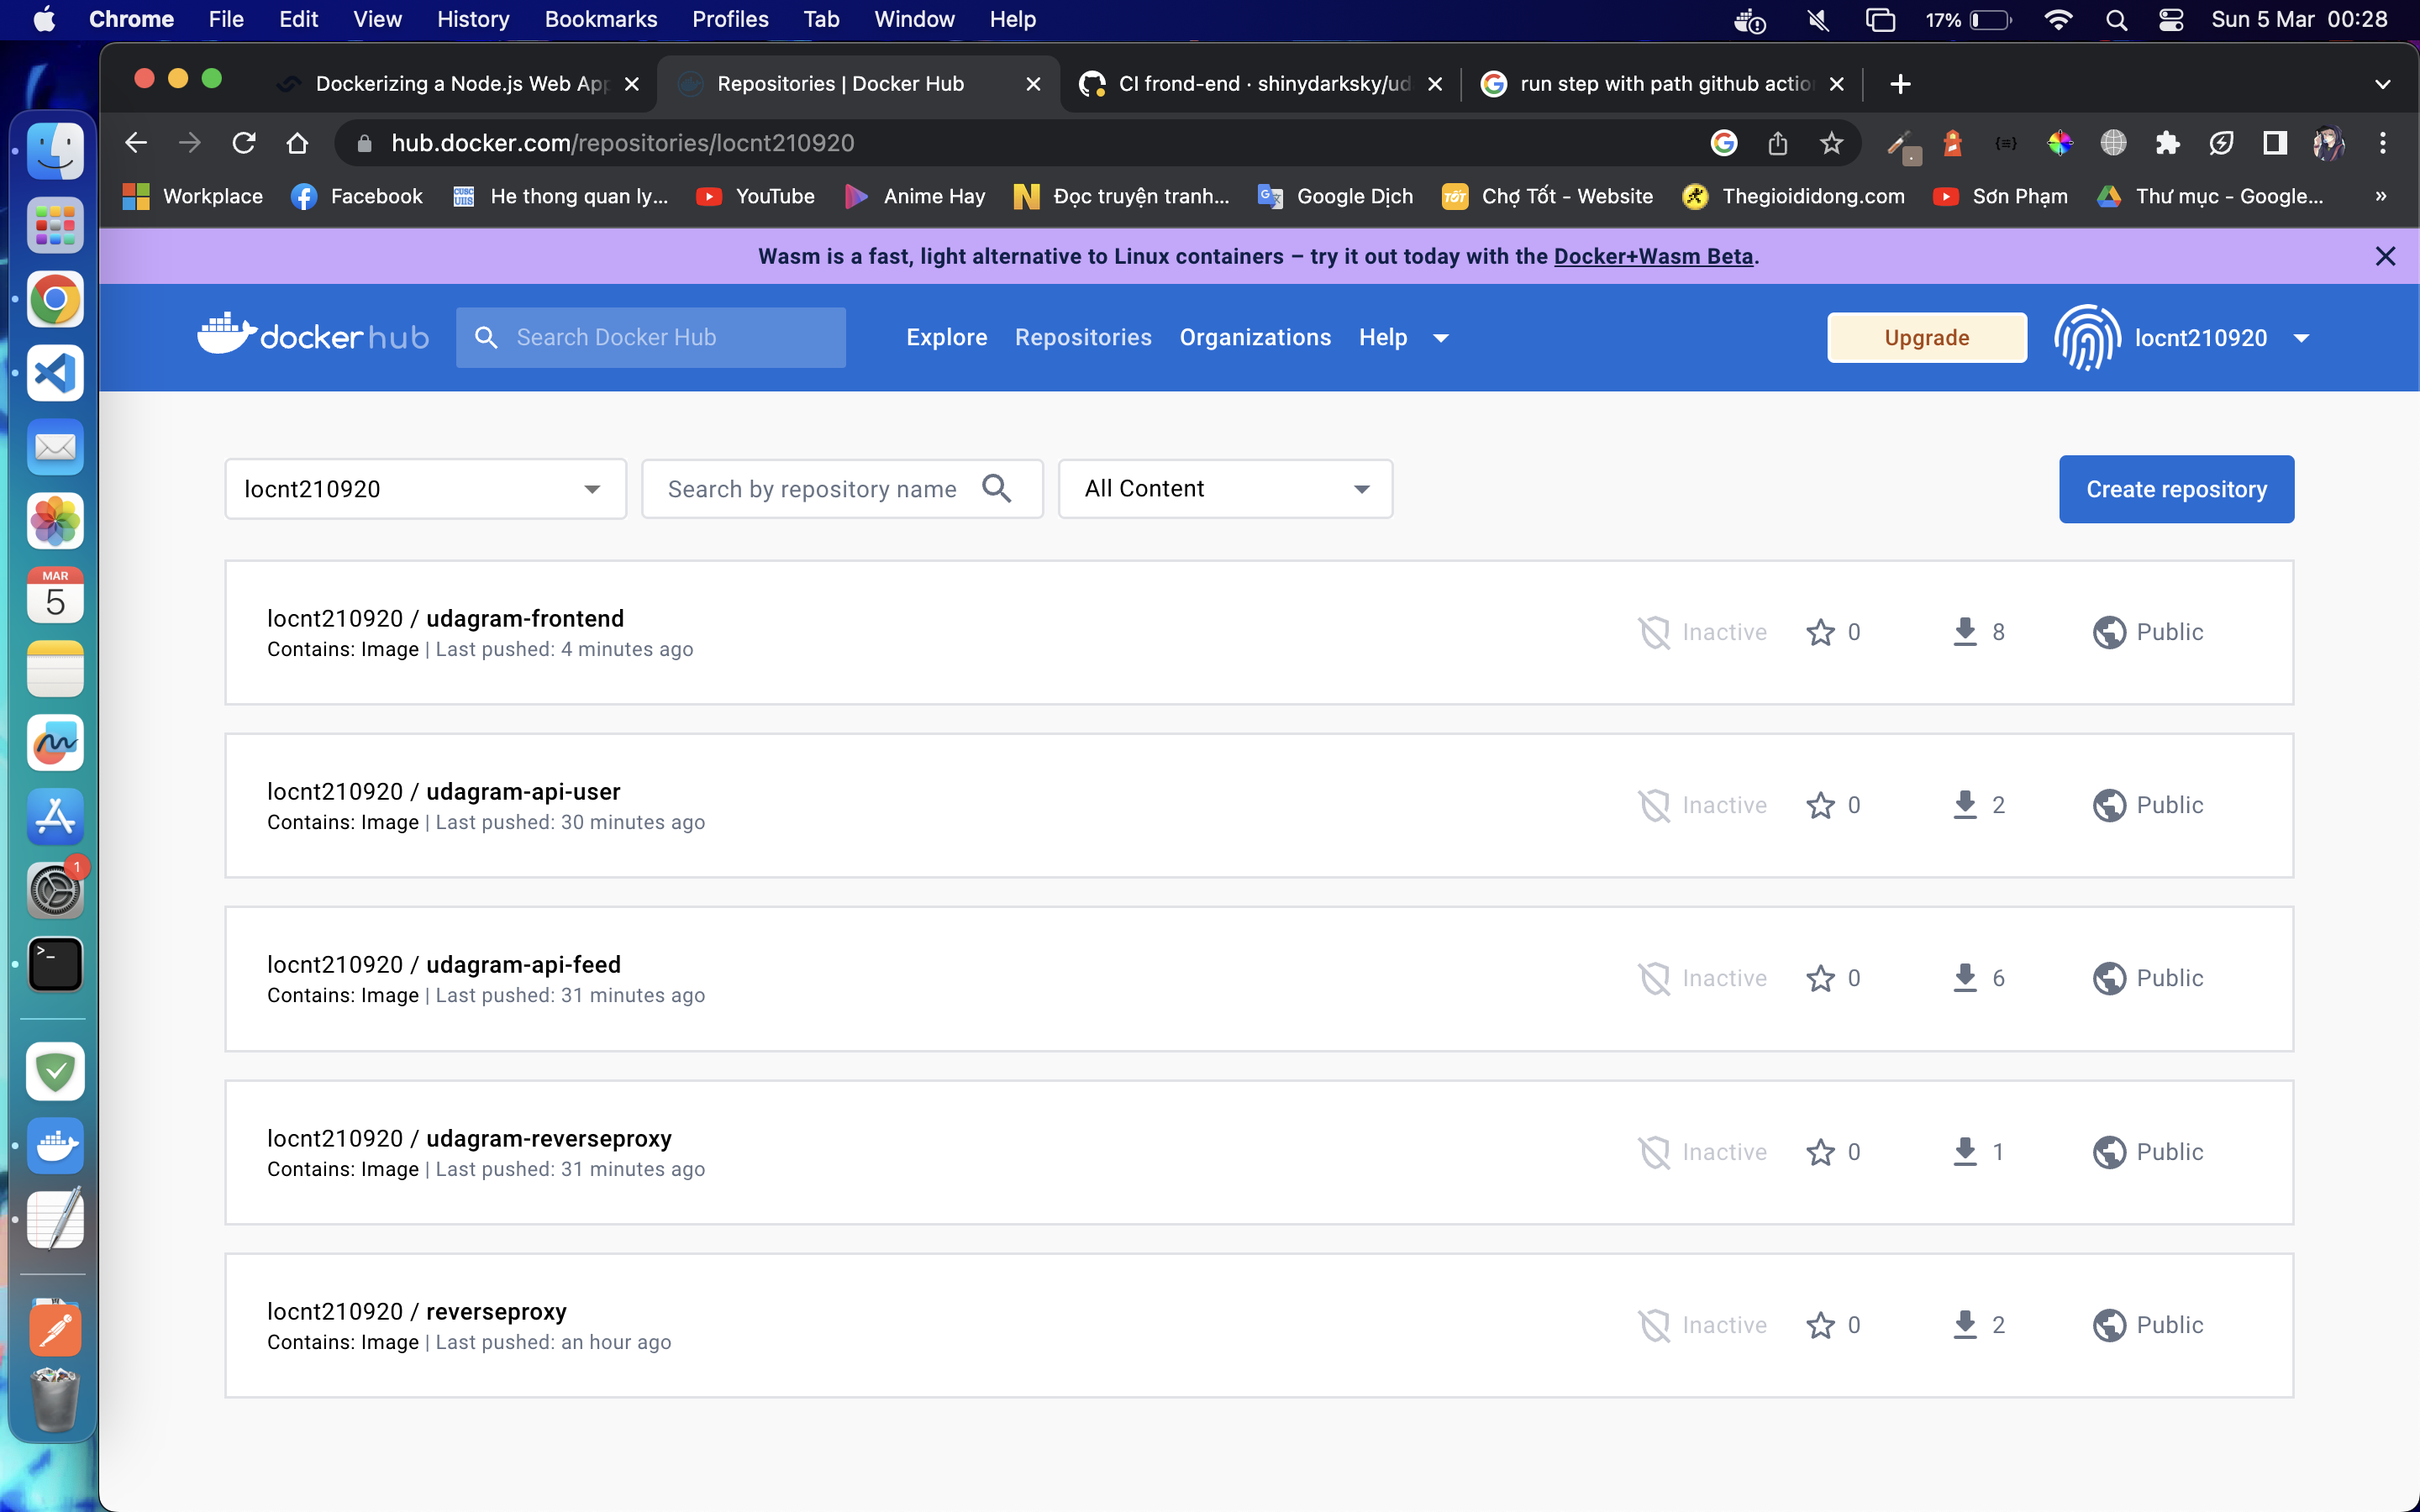 Chrome File Edit View History Bookmarks Profiles Tab Window Help 17% Sun 5 Mar 00:28
Dockerizing a Node.js Web App Repositories | Docker Hub CI frond-end · shinydarksky/ud run step with path github actio
hub.docker.com/repositories/locnt210920
Workplace Facebook He thong quan ly... YouTube Anime Hay Đọc truyện tranh... Google Dịch Chợ Tốt - Website Thegioididong.com Sơn Phạm Thư mục - Google... »
Wasm is a fast, light alternative to Linux containers – try it out today with the Docker+Wasm Beta.
docker hub Search Docker Hub Explore Repositories Organizations Help Upgrade locnt210920
locnt210920 Search by repository name All Content Create repository
locnt210920 / udagram-frontend
Contains: Image | Last pushed: 4 minutes ago
Inactive 0 8 Public
locnt210920 / udagram-api-user
Contains: Image | Last pushed: 30 minutes ago
Inactive 0 2 Public
locnt210920 / udagram-api-feed
Contains: Image | Last pushed: 31 minutes ago
Inactive 0 6 Public
locnt210920 / udagram-reverseproxy
Contains: Image | Last pushed: 31 minutes ago
Inactive 0 1 Public
locnt210920 / reverseproxy
Contains: Image | Last pushed: an hour ago
Inactive 0 2 Public
MAR
5
1